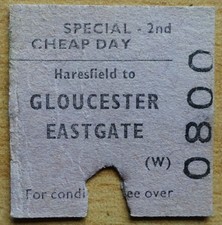 SPECIAL - 2nd
CHEAP DAY
Haresfield to
GLOUCESTER
EASTGATE
(W)
For condi ee over
0800